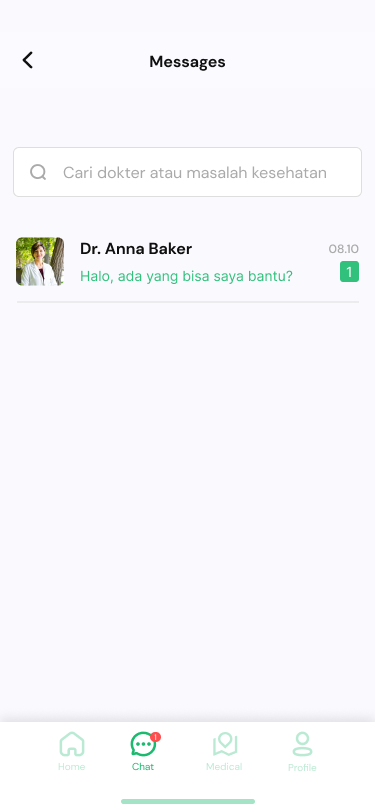 Messages
Cari dokter atau masalah kesehatan
Dr. Anna Baker
08.10
Halo, ada yang bisa saya bantu?
1
Home
Chat
Medical
Profile